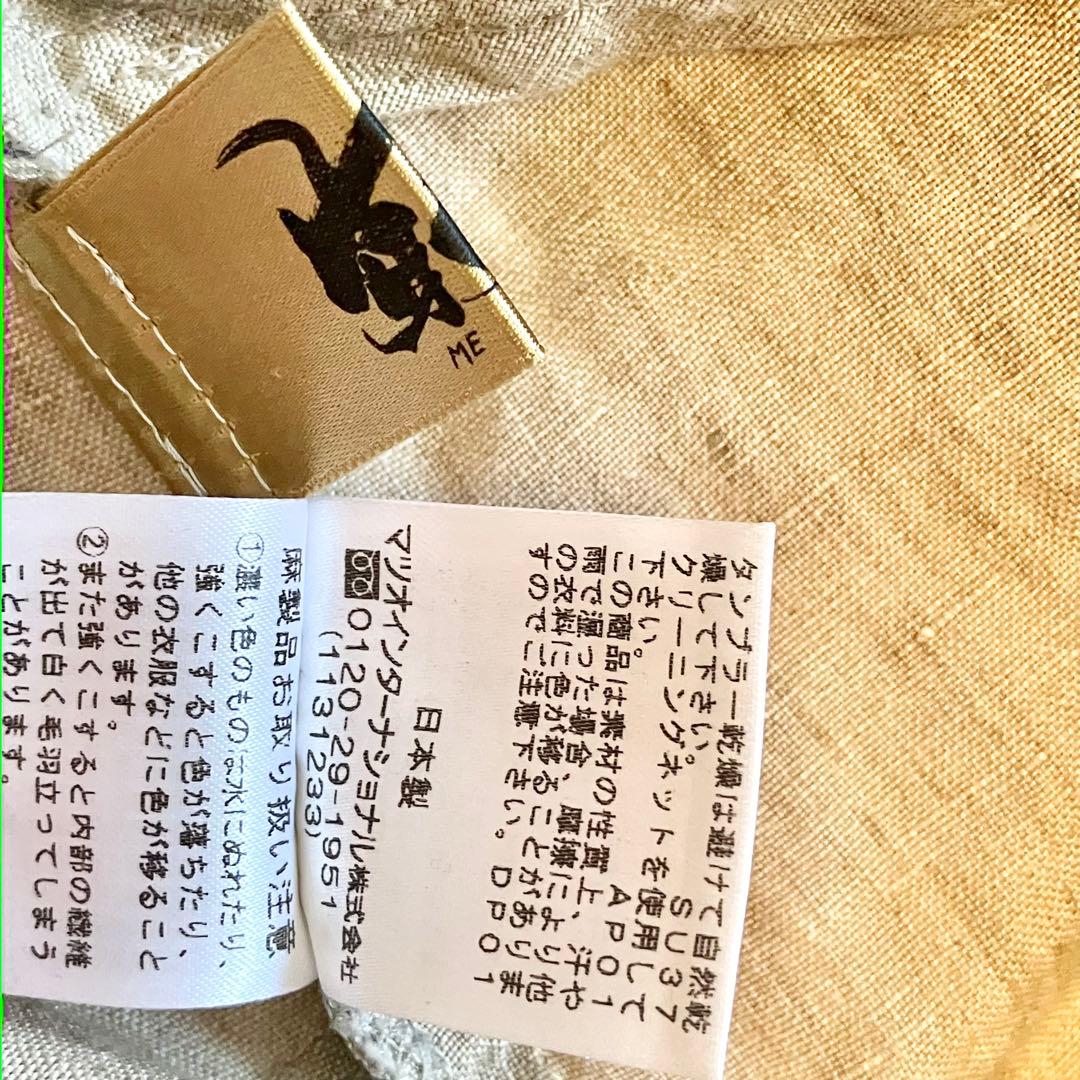 ME
タンブラー乾燥は避けて自然乾
燥して下さい。 SU37
クリーニングネットを使用して
下さい。 AP01
この商品は素材の性質上、汗や
雨で湿った場合、摩擦により他
の衣料に色が移ることがありま
すのでご注意下さい。DP01
日本製
マツオインターナショナル株式会社
0120-29-1951
(1131233)
麻製品お取り扱い注意
①濃い色のものは水にぬれたり、
強くこすると色が落ちたり、
他の衣服などに色が移ること
があります。
②また強くこすると内部の繊維
が出て白く毛羽立ってしまう
ことがあります。